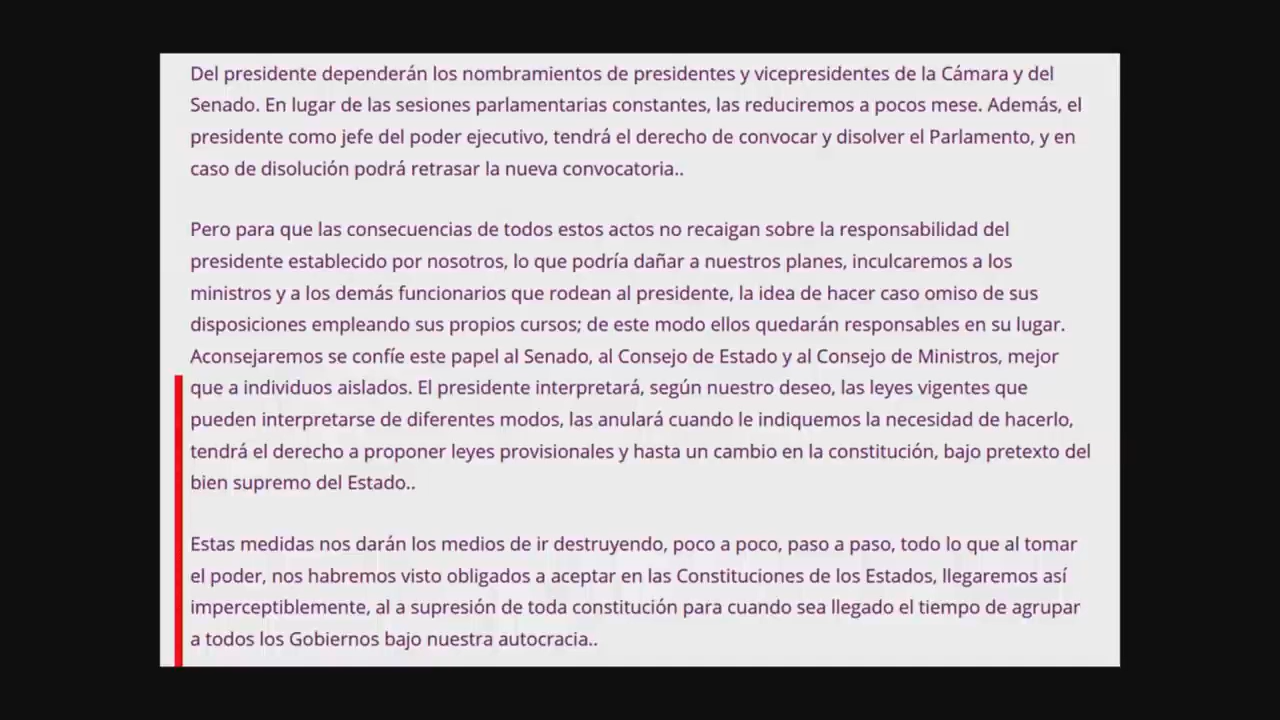 Del presidente dependerán los nombramientos de presidentes y vicepresidentes de la Cámara y del
Senado. En lugar de las sesiones parlamentarias constantes, las reduciremos a pocos mese. Además, el
presidente como jefe del poder ejecutivo, tendrá el derecho de convocar y disolver el Parlamento, y en
caso de disolución podrá retrasar la nueva convocatoria..
Pero para que las consecuencias de todos estos actos no recaigan sobre la responsabilidad del
presidente establecido por nosotros, lo que podría dañar a nuestros planes, inculcaremos a los
ministros y a los demás funcionarios que rodean al presidente, la idea de hacer caso omiso de sus
disposiciones empleando sus propios cursos; de este modo ellos quedarán responsables en su lugar.
Aconsejaremos se confíe este papel al Senado, al Consejo de Estado y al Consejo de Ministros, mejor
que a individuos aislados. El presidente interpretará, según nuestro deseo, las leyes vigentes que
pueden interpretarse de diferentes modos, las anulará cuando le indiquemos la necesidad de hacerlo,
tendrá el derecho a proponer leyes provisionales y hasta un cambio en la constitución, bajo pretexto del
bien supremo del Estado..
Estas medidas nos darán los medios de ir destruyendo, poco a poco, paso a paso, todo lo que al tomar
el poder, nos habremos visto obligados a aceptar en las Constituciones de los Estados, llegaremos así
imperceptiblemente, al a supresión de toda constitución para cuando sea llegado el tiempo de agrupar
a todos los Gobiernos bajo nuestra autocracia..